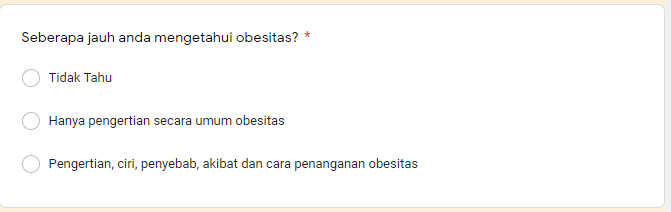 Seberapa jauh anda mengetahui obesitas? *
Tidak Tahu
Hanya pengertian secara umum obesitas
Pengertian, ciri, penyebab, akibat dan cara penanganan obesitas